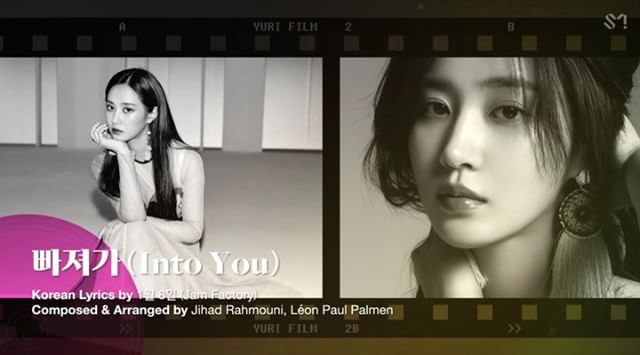 A YURI FILM 2 B
SM!
빠져가(Into You)
Korean Lyrics by 1월 8일 (Jam Factory)
Composed & Arranged by Jihad Rahmouni, Léon Paul Palmen
>> YURI FILM 2B >>